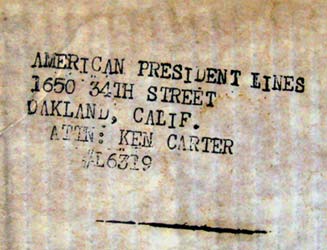 AMERICAN PRESIDENT LINES
1650 34TH STREET
OAKLAND, CALIF.
ATTN: KEN CARTER
#L6319